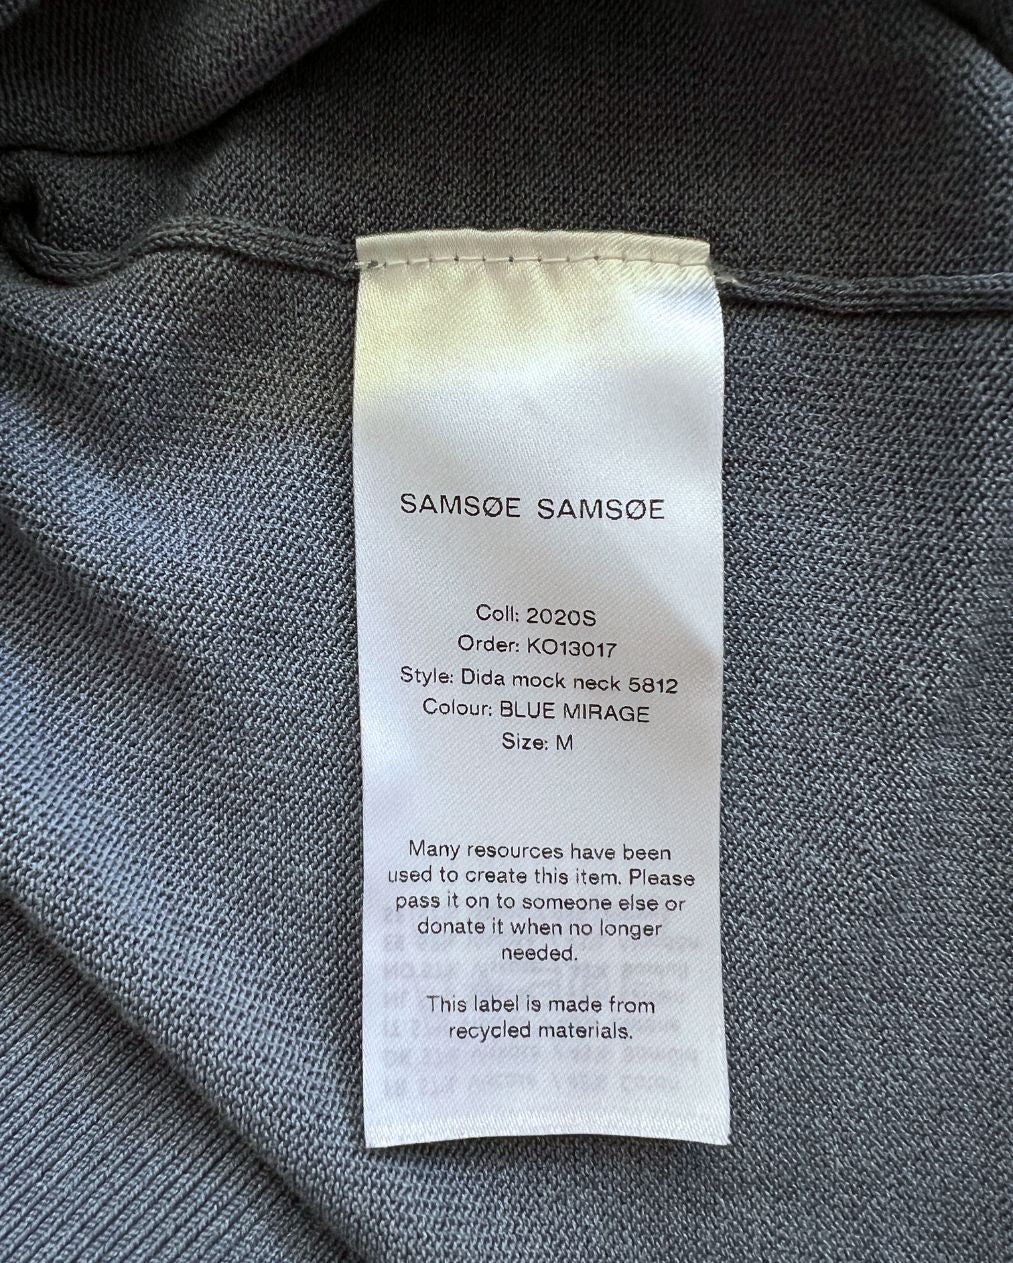 SAMSØE SAMSØE
Coll: 2020S
Order: KO13017
Style: Dida mock neck 5812
Colour: BLUE MIRAGE
Size: M
Many resources have been
used to create this item. Please
pass it on to someone else or
donate it when no longer
needed.
This label is made from
recycled materials.